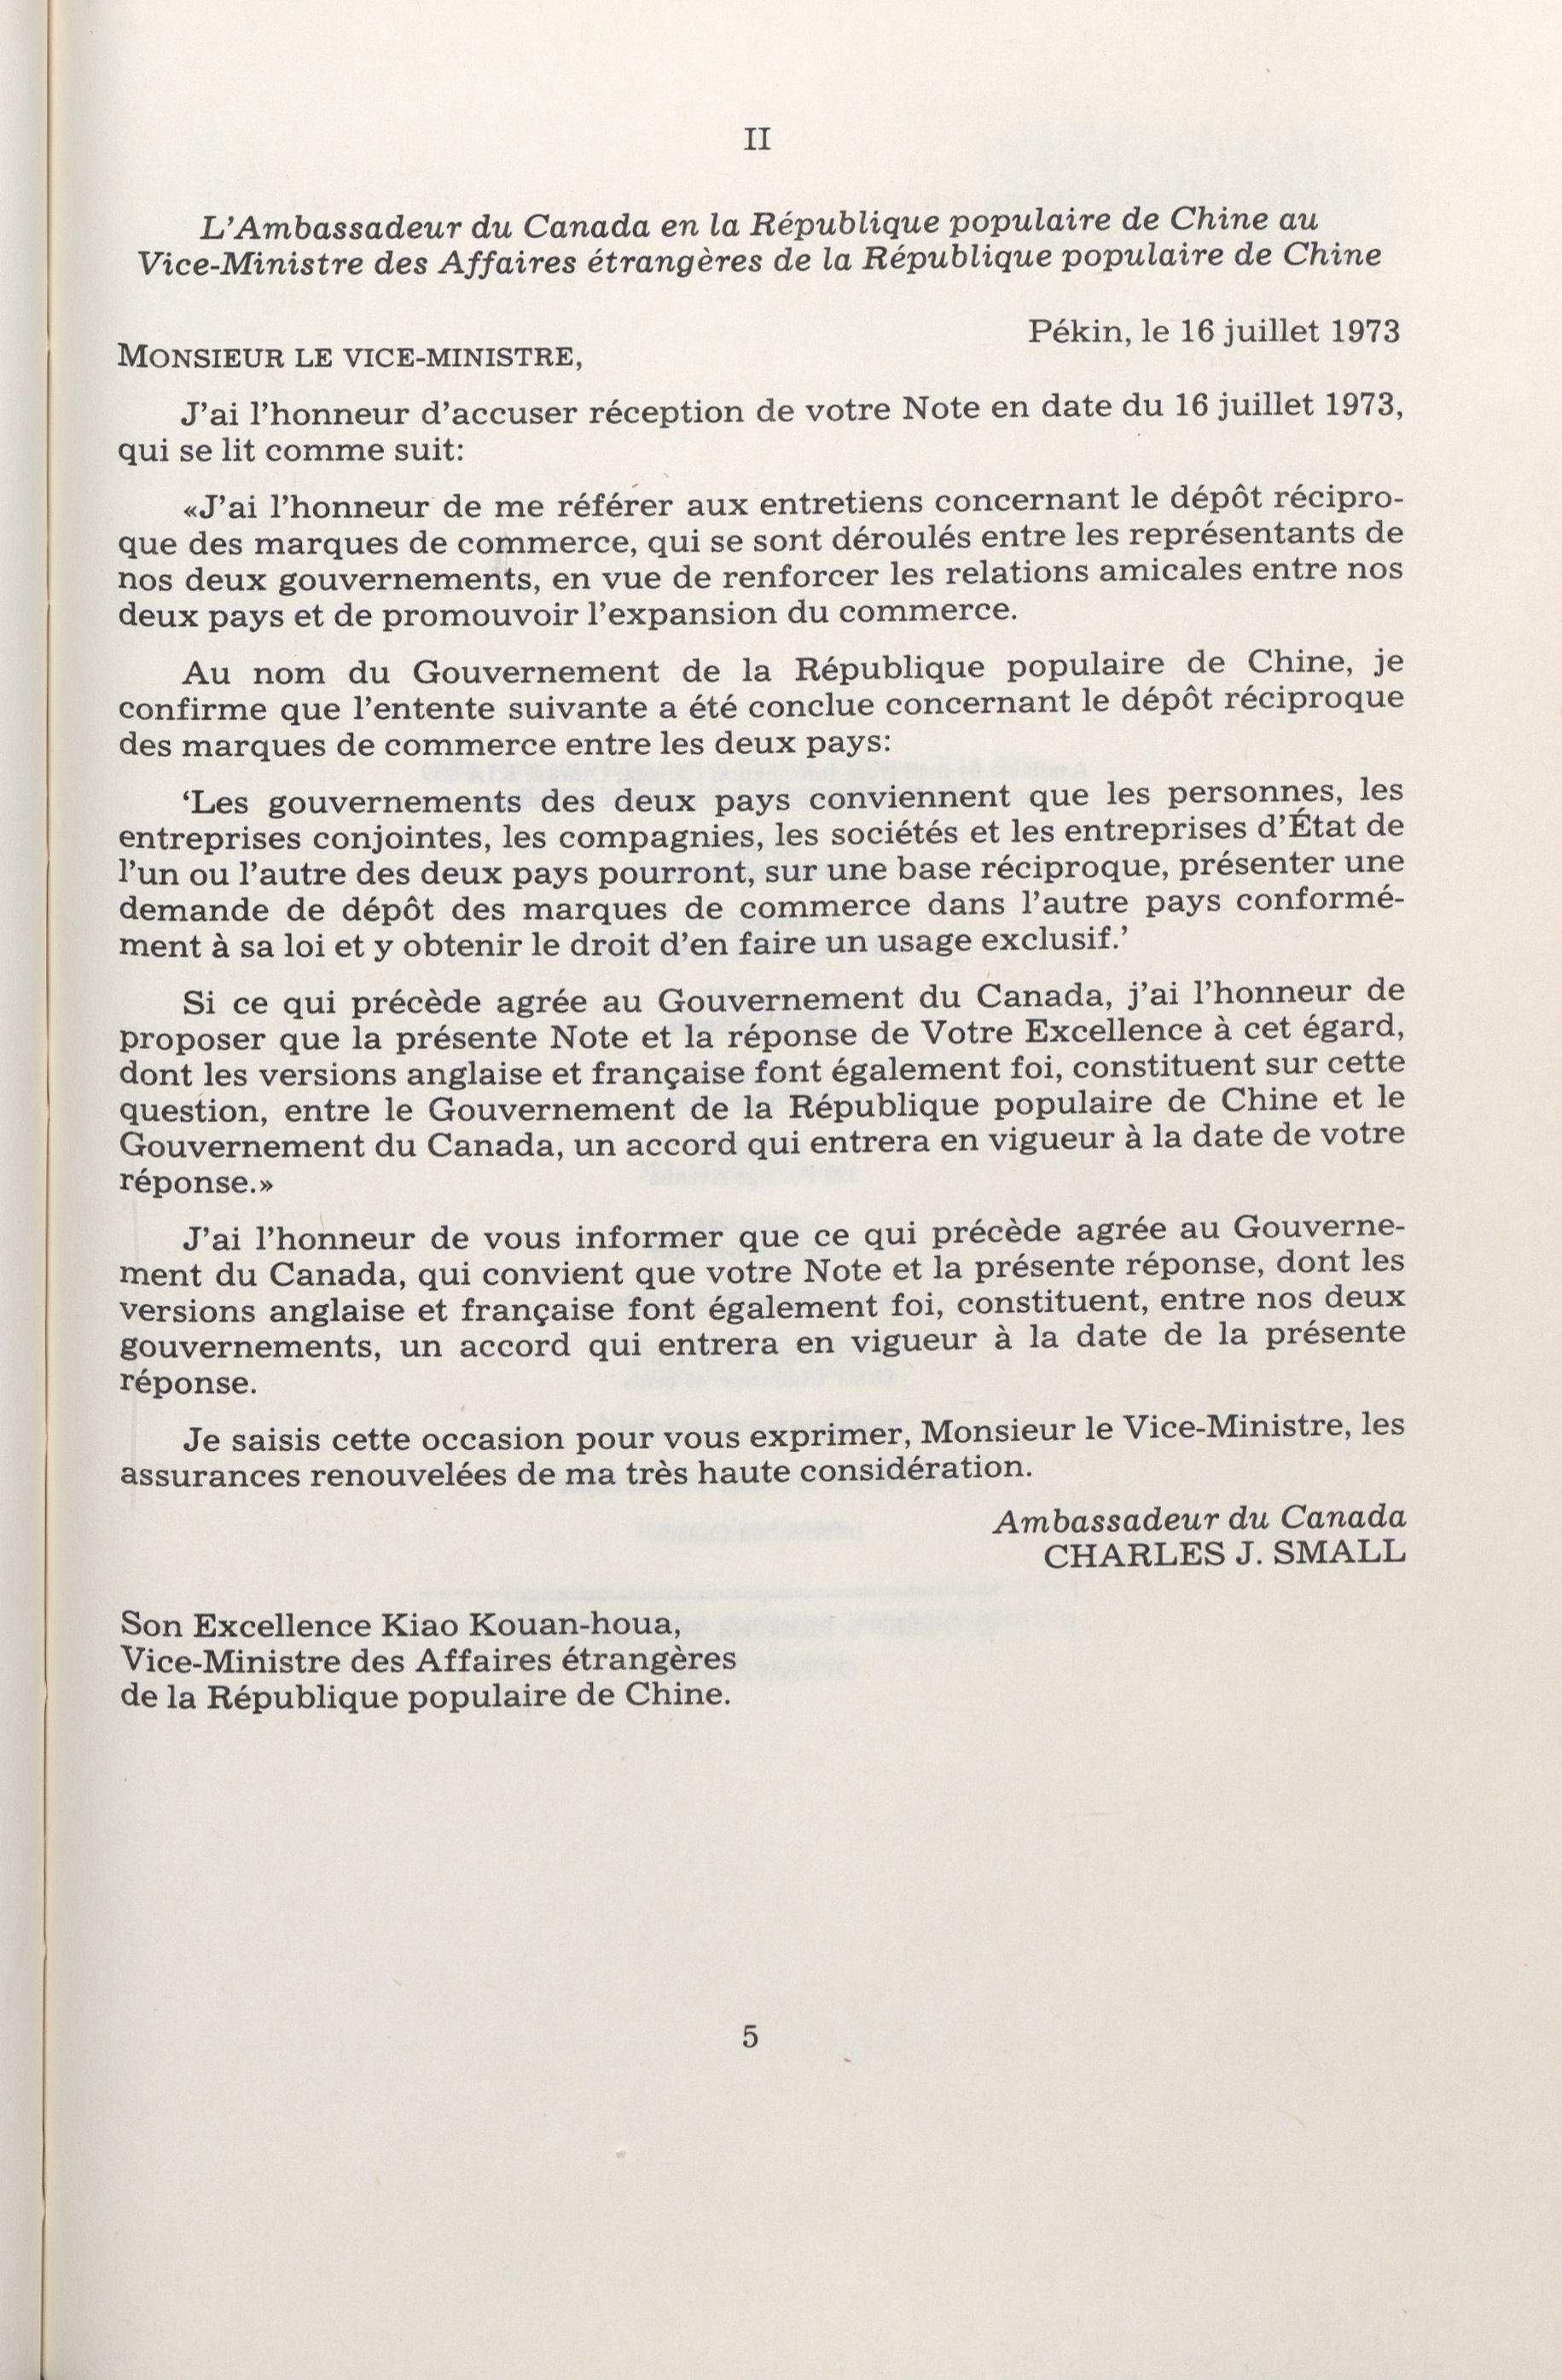 II
L'Ambassadeur du Canada en la République populaire de Chine au
Vice-Ministre des Affaires étrangères de la République populaire de Chine
Pékin, le 16 juillet 1973
MONSIEUR LE VICE-MINISTRE,
J'ai l'honneur d'accuser réception de votre Note en date du 16 juillet 1973,
qui se lit comme suit:
«J'ai l'honneur de me référer aux entretiens concernant le dépôt récipro-
que des marques de commerce, qui se sont déroulés entre les représentants de
nos deux gouvernements, en vue de renforcer les relations amicales entre nos
deux pays et de promouvoir l'expansion du commerce.
Au nom du Gouvernement de la République populaire de Chine, je
confirme que l'entente suivante a été conclue concernant le dépôt réciproque
des marques de commerce entre les deux pays:
'Les gouvernements des deux pays conviennent que les personnes, les
entreprises conjointes, les compagnies, les sociétés et les entreprises d'État de
l'un ou l'autre des deux pays pourront, sur une base réciproque, présenter une
demande de dépôt des marques de commerce dans l'autre pays conformé-
ment à sa loi et y obtenir le droit d'en faire un usage exclusif.'
Si ce qui précède agrée au Gouvernement du Canada, j'ai l'honneur de
proposer que la présente Note et la réponse de Votre Excellence à cet égard,
dont les versions anglaise et française font également foi, constituent sur cette
question, entre le Gouvernement de la République populaire de Chine et le
Gouvernement du Canada, un accord qui entrera en vigueur à la date de votre
réponse.»
J'ai l'honneur de vous informer que ce qui précède agrée au Gouverne-
ment du Canada, qui convient que votre Note et la présente réponse, dont les
versions anglaise et française font également foi, constituent, entre nos deux
gouvernements, un accord qui entrera en vigueur à la date de la présente
réponse.
Je saisis cette occasion pour vous exprimer, Monsieur le Vice-Ministre, les
assurances renouvelées de ma très haute considération.
Ambassadeur du Canada
CHARLES J. SMALL
Son Excellence Kiao Kouan-houa,
Vice-Ministre des Affaires étrangères
de la République populaire de Chine.
5